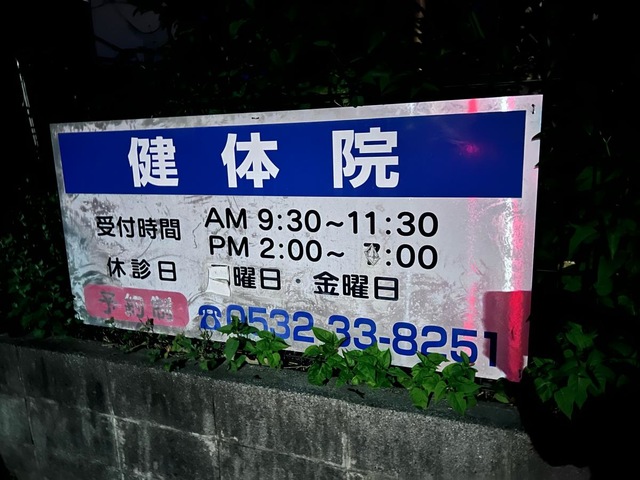 健体院
受付時間 AM 9:30~11:30
PM 2:00~ :00
休診日 曜日・金曜日
予約制 ☎0532 33-8251